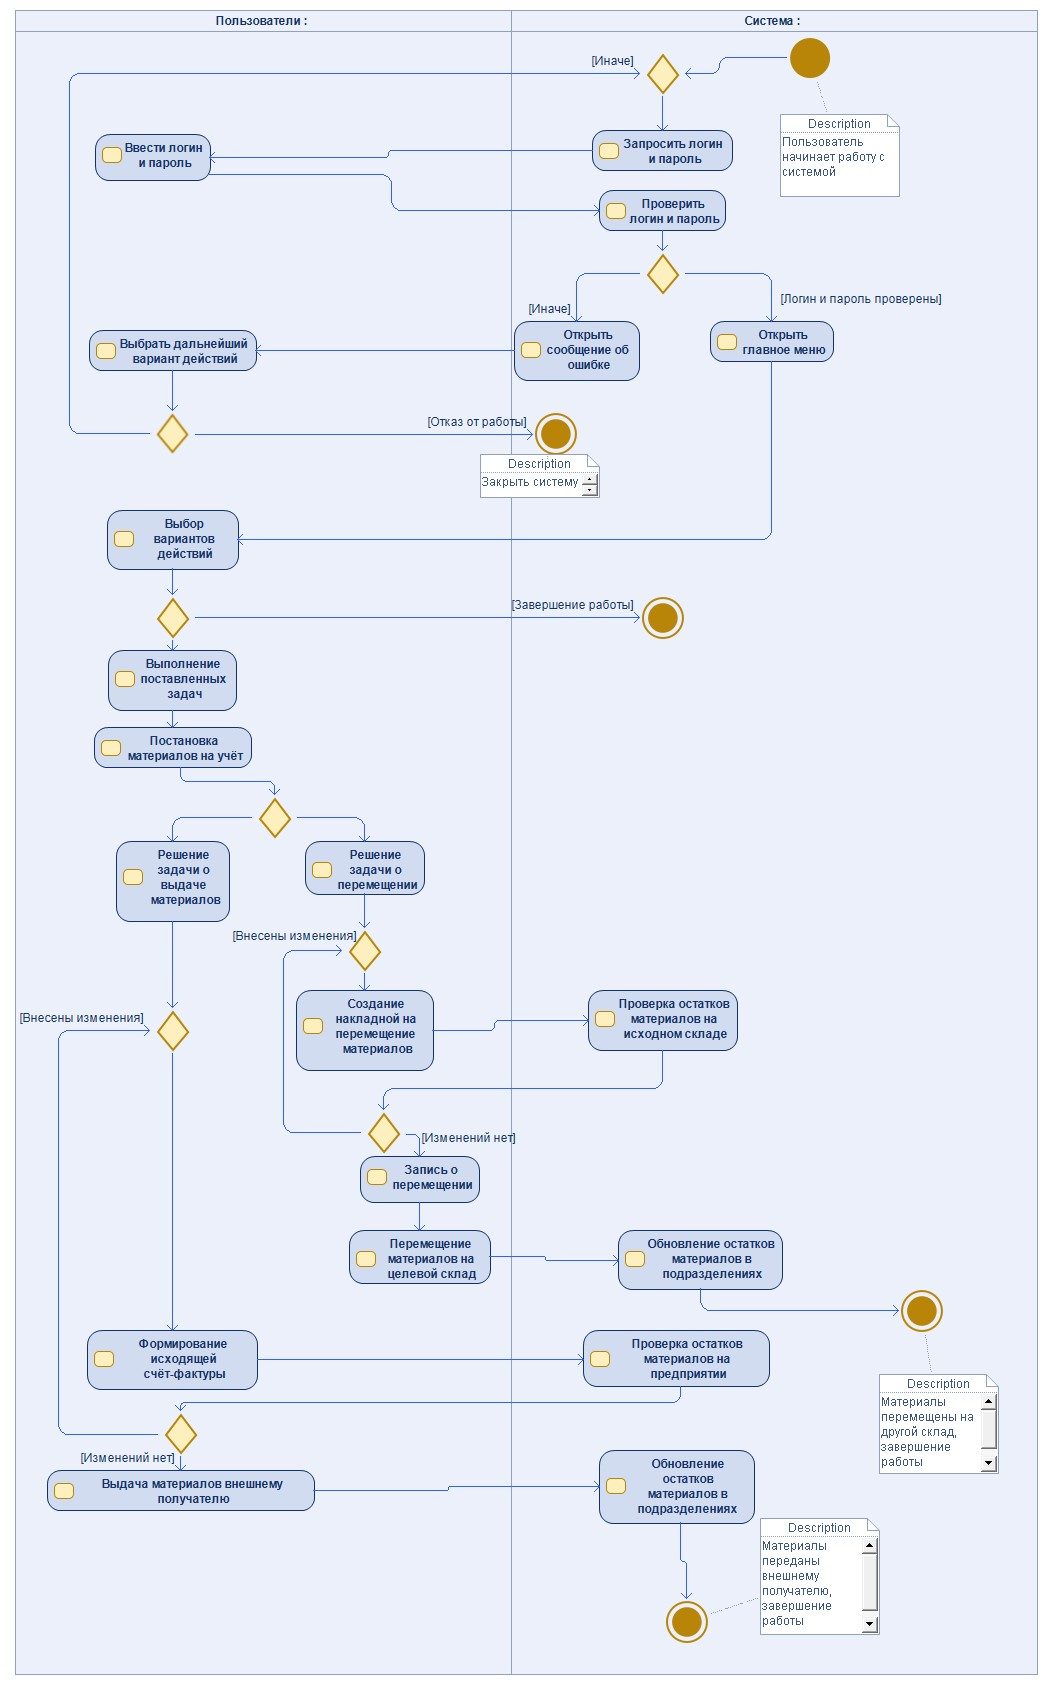 Пользователи :
Система :
[Иначе]
Description
Пользователь
начинает работу с
системой
Запросить логин
и пароль
Ввести логин
и пароль
Проверить
логин и пароль
[Логин и пароль проверены]
[Иначе]
Открыть
сообщение об
ошибке
Открыть
главное меню
Выбрать дальнейший
вариант действий
[Отказ от работы]
Description
Закрыть систему
Выбор
вариантов
действий
[Завершение работы]
Выполнение
поставленных
задач
Постановка
материалов на учёт
Решение
задачи о
выдаче
материалов
Решение
задачи о
перемещении
[Внесены изменения]
Создание
накладной на
перемещение
материалов
Проверка остатков
материалов на
исходном складе
[Внесены изменения]
[Изменений нет]
Запись о
перемещении
Перемещение
материалов на
целевой склад
Обновление остатков
материалов в
подразделениях
Формирование
исходящей
счёт-фактуры
Проверка остатков
материалов на
предприятии
Description
Материалы
перемещены на
другой склад,
завершение
работы
[Изменений нет]
Выдача материалов внешнему
получателю
Обновление
остатков
материалов в
подразделениях
Description
Материалы
переданы
внешнему
получателю,
завершение
работы